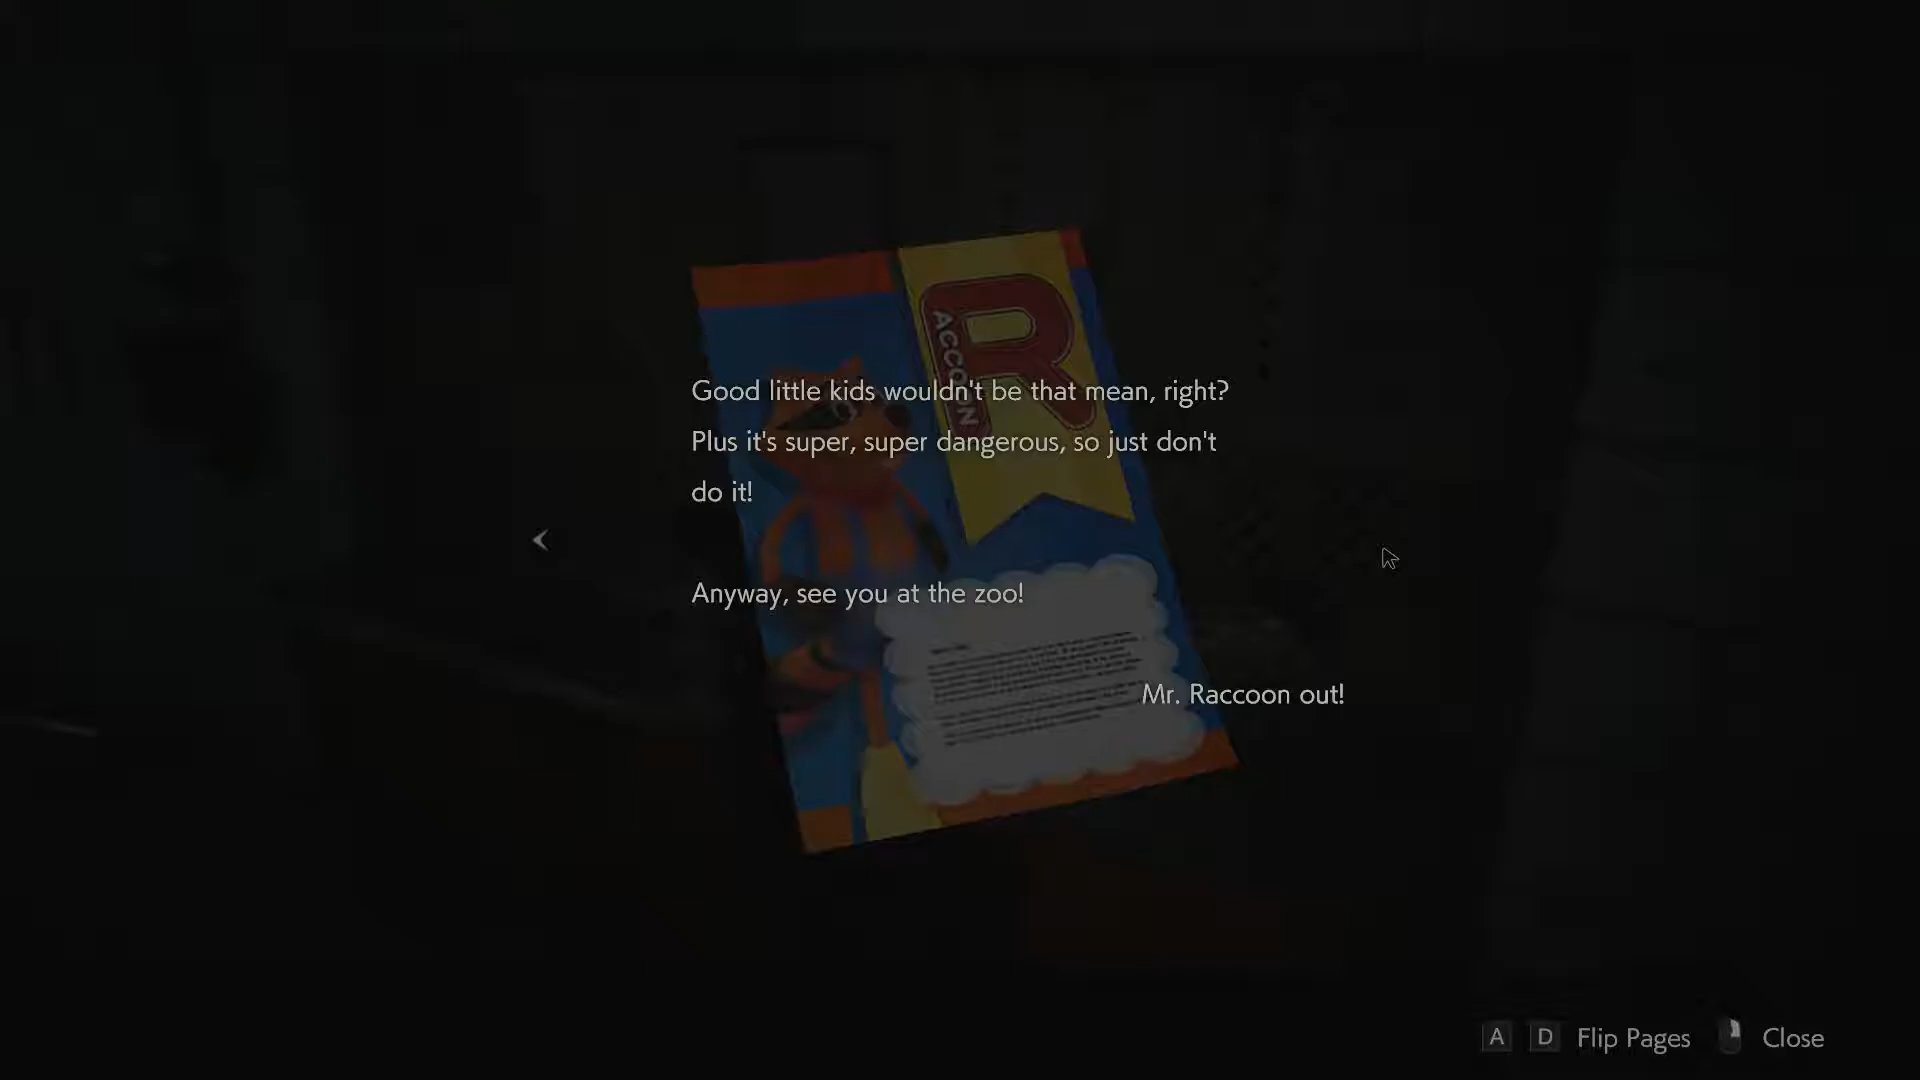 R
ACCOON
Good little kids wouldn't be that mean, right?
Plus it's super, super dangerous, so just don't
do it!
Anyway, see you at the zoo!
Mr. Raccoon out!
A D Flip Pages Close